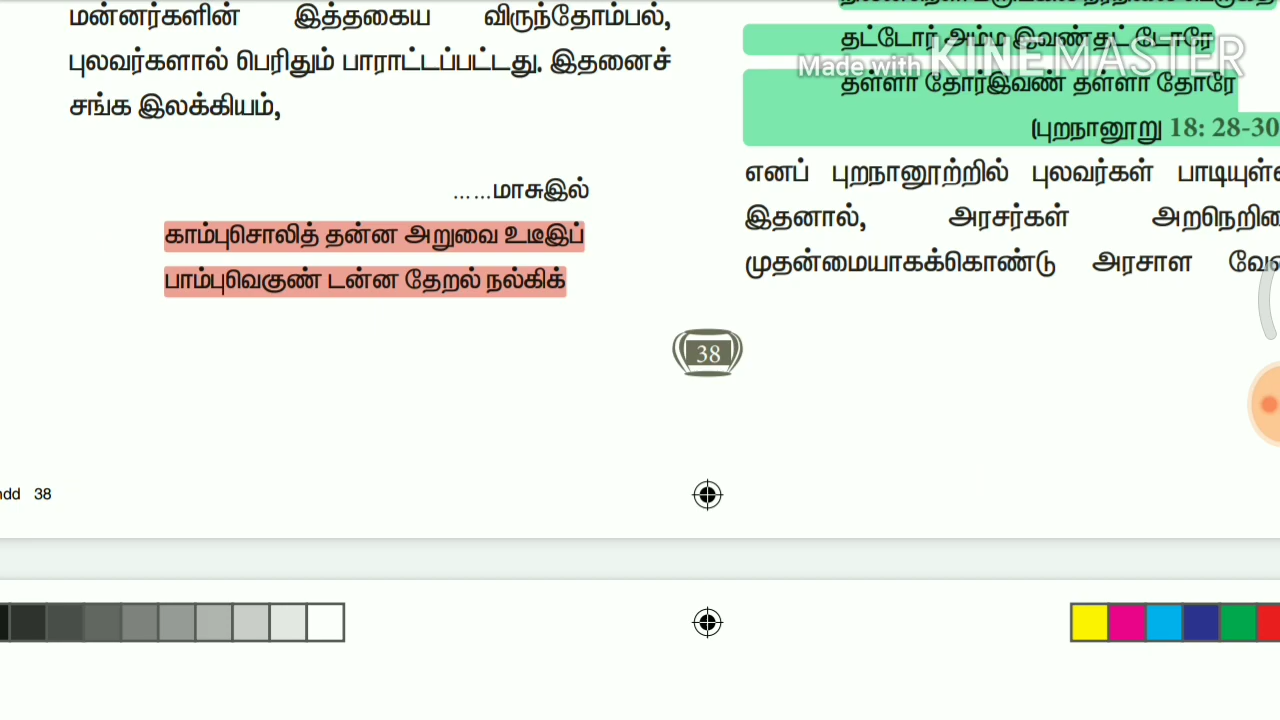 மன்னர்களின் இத்தகைய விருந்தோம்பல்,
புலவர்களால் பெரிதும் பாராட்டப்பட்டது. இதனைச்
சங்க இலக்கியம்,
……மாசுஇல்
காம்புசொலித் தன்ன அறுவை உடீஇப்
பாம்புவெகுண் டன்ன தேறல் நல்கிக்
தட்டோர் அம்ம இவண்தட் டோரே
தள்ளா தோர்இவண் தள்ளா தோரே
(புறநானூறு 18: 28-30
எனப் புறநானூற்றில் புலவர்கள்
இதனால், அரசர்கள்
முதன்மையாகக்கொண்டு அரசாள
Made with KINEMASTER
38
ndd 38